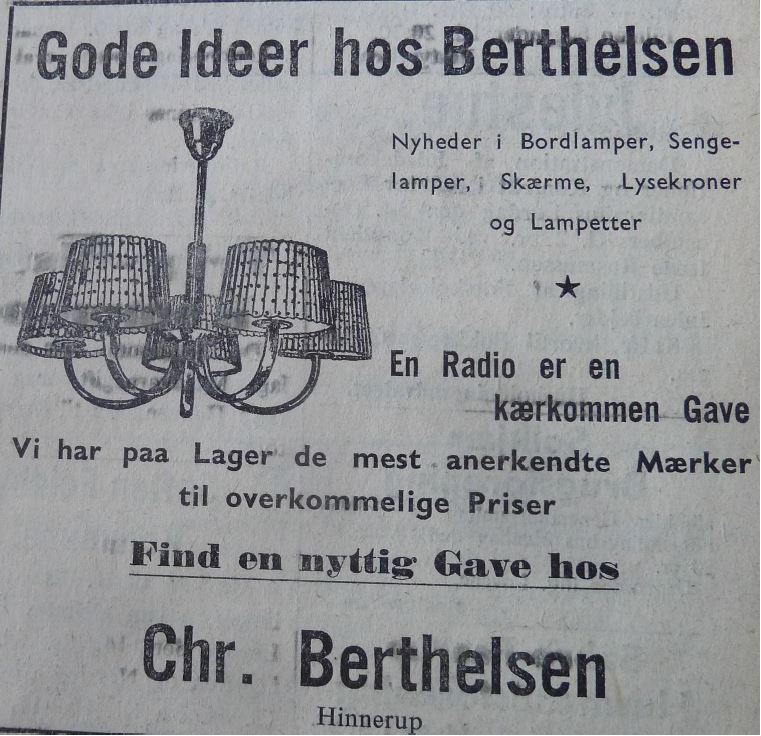 Gode Ideer hos Berthelsen
Nyheder i Bordlamper, Senge-
lamper, Skærme, Lysekroner
og Lampetter
★
En Radio er en
kærkommen Gave
Vi har paa Lager de mest anerkendte Mærker
til overkommelige Priser
Find en nyttig Gave hos
Chr. Berthelsen
Hinnerup